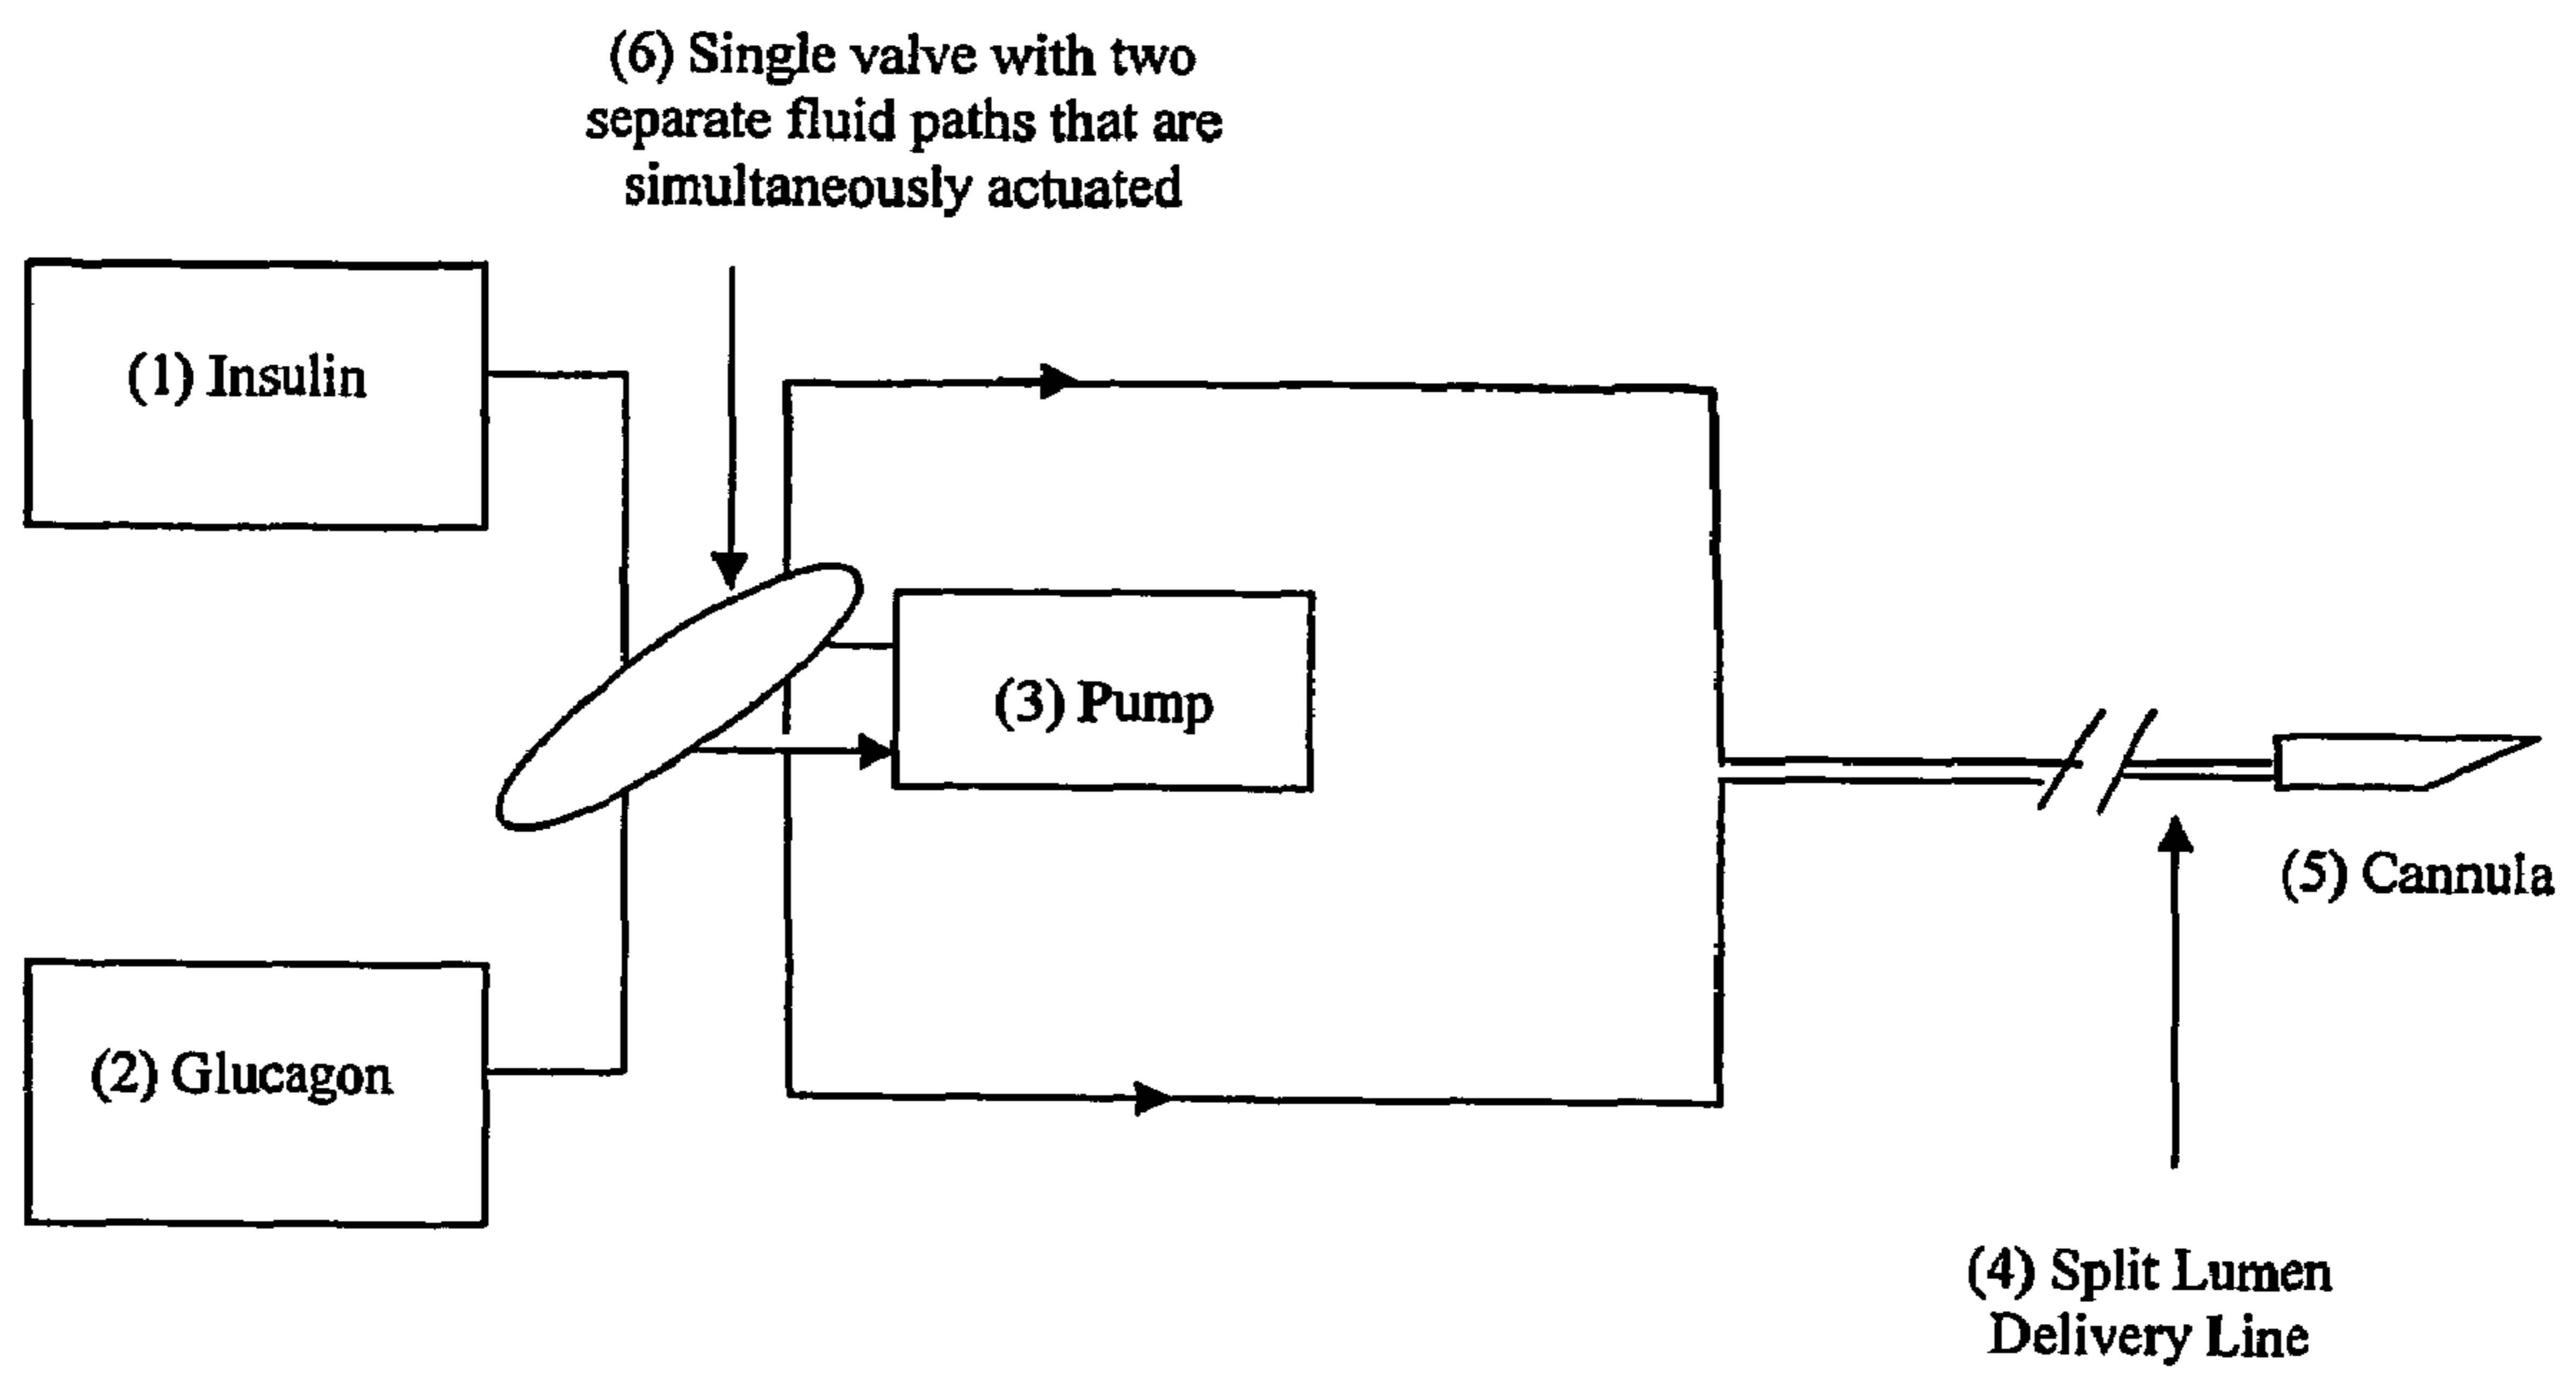 (6) Single valve with two
separate fluid paths that are
simultaneously actuated
(1) Insulin
(3) Pump
(5) Cannula
(2) Glucagon
(4) Split Lumen
Delivery Line